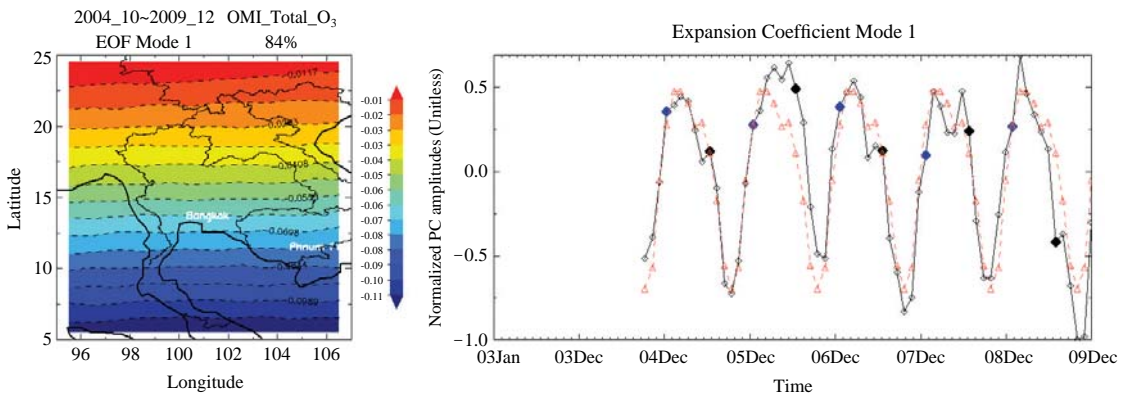 2004_10~2009_12 OMI_Total_O₃
EOF Mode 1 84%
25
20
15
10
5
Latitude
96 98 100 102 104 106
Longitude
-0.0117
Bangkok
-0.0698
-0.0989
-0.01
-0.02
-0.03
-0.04
-0.05
-0.06
-0.07
-0.08
-0.09
-0.10
-0.11
Expansion Coefficient Mode 1
Normalized PC amplitudes (Unitless)
0.5
0.0
−0.5
−1.0
03Jan 03Dec 04Dec 05Dec 06Dec 07Dec 08Dec 09Dec
Time